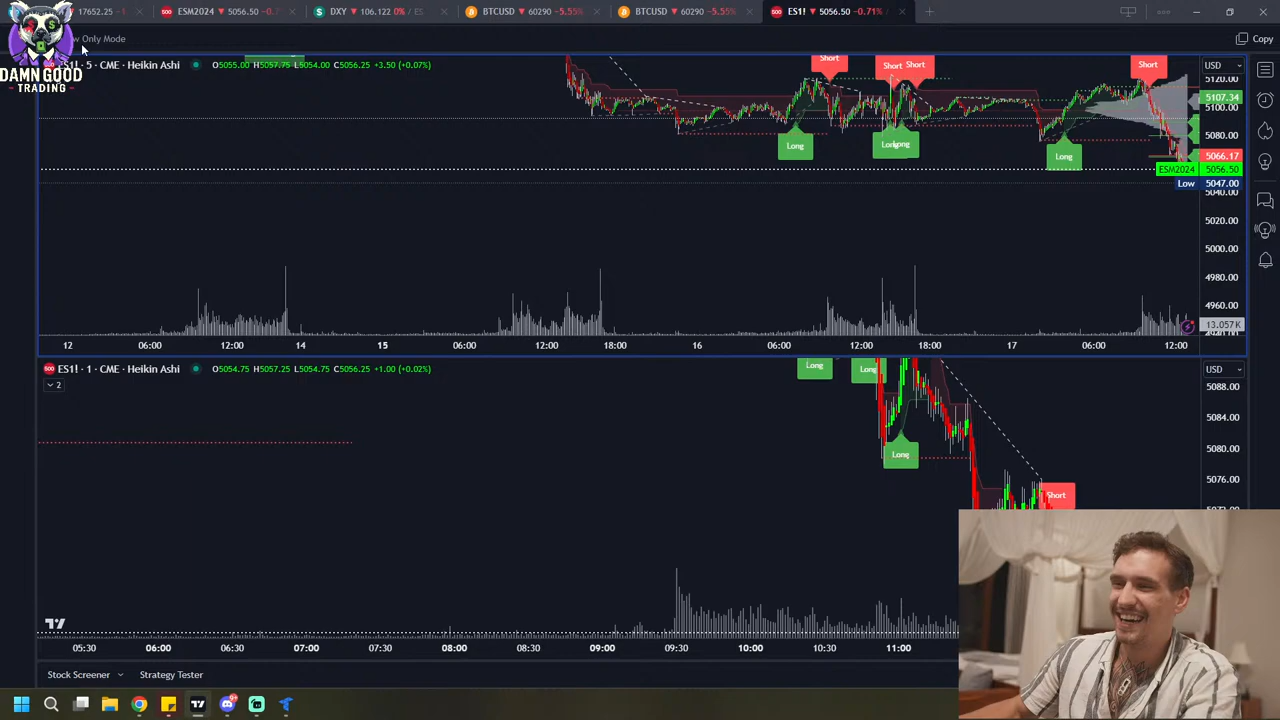 17652.25 -1
ESM2024 ▼ 5056.50 -0.
DXY ▼ 106.122 0% / ES
BTCUSD ▼ 60290 -5.55%
BTCUSD ▼ 60290 -5.55%
ES1! ▼ 5056.50 -0.71% /
w Only Mode
Copy
DAMN GOOD
TRADING
ES1! · 5 · CME · Heikin Ashi
O5055.00 H5057.75 L5054.00 C5056.25 +3.50 (+0.07%)
USD
Short
Short
Short
Short
Long
Long
Long
Long
5120.00
5107.34
5100.00
5080.00
5066.17
ESM2024 5056.50
Low 5047.00
5040.00
5020.00
5000.00
4980.00
4960.00
13.057K
12 06:00 12:00 14 15 06:00 12:00 18:00 16 06:00 12:00 18:00 17 06:00 12:00
ES1! · 1 · CME · Heikin Ashi
O5054.75 H5057.25 L5054.75 C5056.25 +1.00 (+0.02%)
USD
2
Long
Long
Long
Short
5088.00
5084.00
5080.00
5076.00
05:30 06:00 06:30 07:00 07:30 08:00 08:30 09:00 09:30 10:00 10:30 11:00
Stock Screener
Strategy Tester